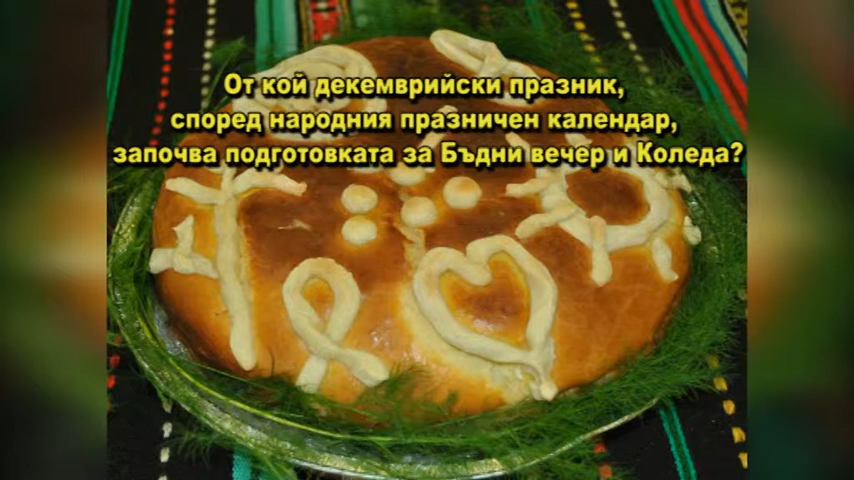 От кой декемврийски празник,
според народния празничен календар,
започва подготовката за Бъдни вечер и Коледа?